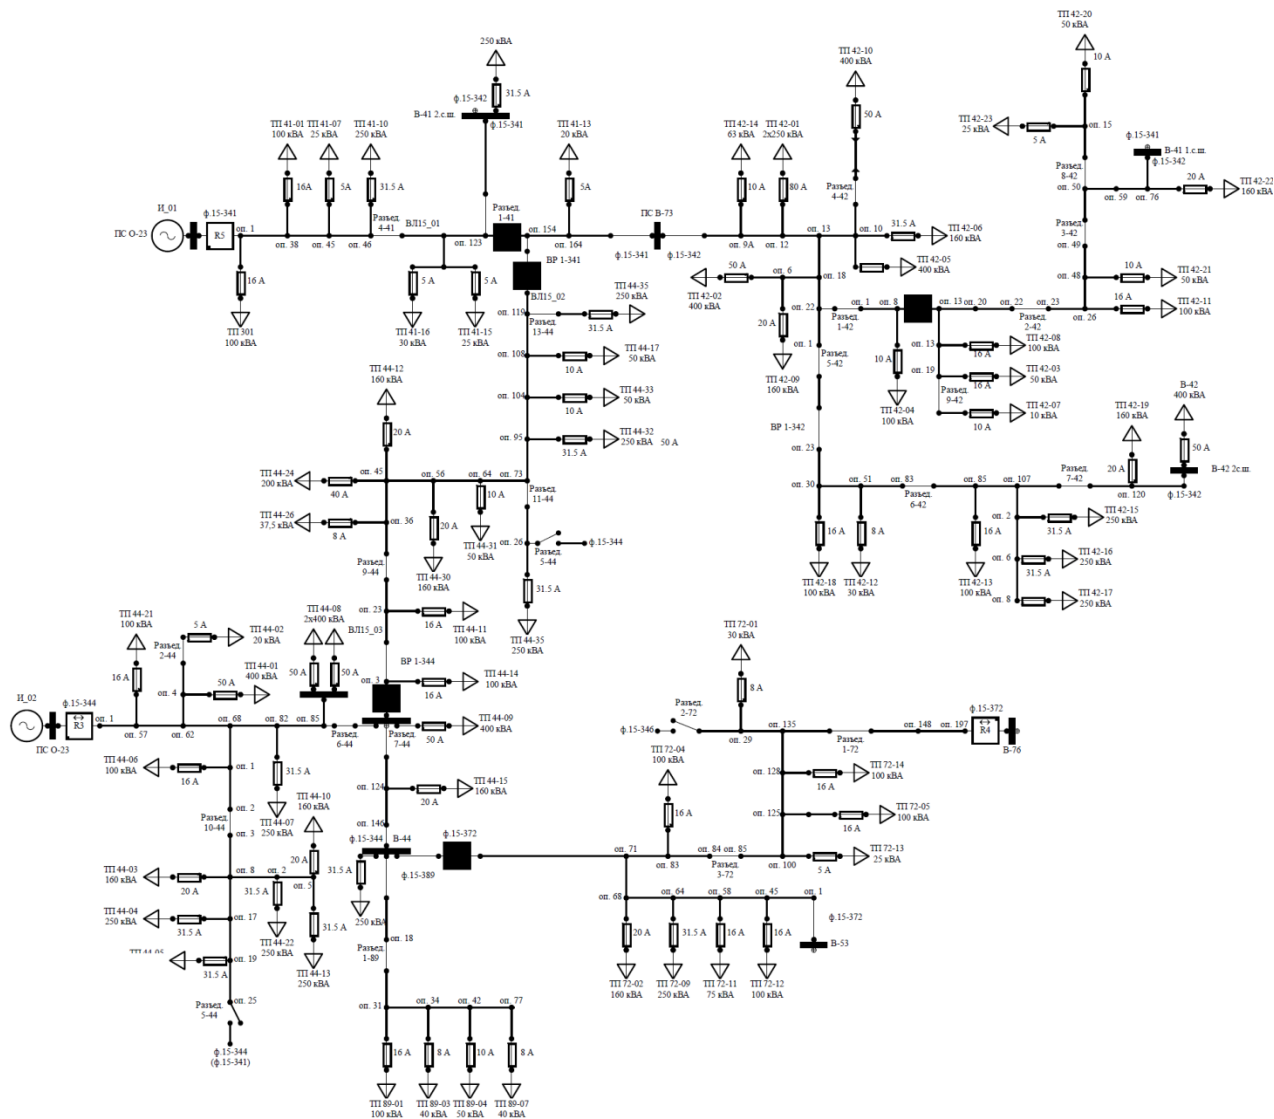 ТП 42-20
50 кВА
10 А
250 кВА
31.5 А
ф.15-342
В-41 2.с.ш.
ф.15-341
ТП 42-10
400 кВА
50 А
ТП 41-01
100 кВА
16А
ТП 41-07
25 кВА
5А
ТП 41-10
250 кВА
31.5 А
ТП 41-13
20 кВА
5А
ТП 42-14
63 кВА
10 А
ТП 42-01
2x250 кВА
80 А
ТП 42-23
25 кВА
5 А
оп. 15
Разъед.
8-42
ф.15-341
В-41 1.с.ш.
ф.15-342
20 А
ТП 42-22
160 кВА
оп. 50
оп. 59
оп. 76
Разъед.
4-42
Разъед.
3-42
И_01
ПС О-23
ф.15-341
R5
оп. 1
оп. 38
оп. 45
оп. 46
Разъед.
4-41
ВЛ15_01
оп. 123
Разъед.
1-41
оп. 154
оп. 164
ПС В-73
ф.15-341
ф.15-342
оп. 9А
оп. 12
оп. 13
оп. 10
31.5 А
ТП 42-06
160 кВА
50 А
ТП 42-05
400 кВА
оп. 49
оп. 48
10 А
ТП 42-21
50 кВА
16 А
ТП 42-11
100 кВА
16 А
ТП 301
100 кВА
5 А
5 А
ТП 41-16
30 кВА
ТП 41-15
25 кВА
ВР 1-341
ВЛ15_02
оп. 119
Разъед.
13-44
ТП 44-35
250 кВА
31.5 А
50 А
ТП 42-02
400 кВА
оп. 6
оп. 18
20 А
ТП 42-09
160 кВА
оп. 22
оп. 1
Разъед.
1-42
оп. 8
оп. 13
оп. 20
оп. 22
оп. 23
Разъед.
2-42
оп. 26
оп. 1
Разъед.
5-42
10 А
ТП 42-04
100 кВА
оп. 13
16 А
ТП 42-08
100 кВА
оп. 19
Разъед.
9-42
16 А
ТП 42-03
50 кВА
10 А
ТП 42-07
10 кВА
оп. 108
10 А
ТП 44-17
50 кВА
оп. 104
10 А
ТП 44-33
50 кВА
оп. 95
31.5 А
ТП 44-32
250 кВА
50 А
ТП 44-12
160 кВА
20 А
ВР 1-342
оп. 23
оп. 30
оп. 51
оп. 83
Разъед.
6-42
оп. 85
оп. 107
Разъед.
7-42
ТП 42-19
160 кВА
20 А
оп. 120
В-42
400 кВА
50 А
В-42 2с.ш.
ф.15-342
16 А
ТП 42-18
100 кВА
8 А
ТП 42-12
30 кВА
16 А
ТП 42-13
100 кВА
оп. 2
31.5 А
ТП 42-15
250 кВА
оп. 6
31.5 А
ТП 42-16
250 кВА
оп. 8
ТП 42-17
250 кВА
ТП 44-24
200 кВА
40 А
оп. 45
оп. 56
оп. 64
оп. 73
Разъед.
11-44
ТП 44-26
37,5 кВА
8 А
оп. 36
20 А
ТП 44-30
160 кВА
10 А
ТП 44-31
50 кВА
оп. 26
Разъед.
5-44
ф.15-344
31.5 А
ТП 44-35
250 кВА
Разъед.
9-44
оп. 23
16 А
ТП 44-11
100 кВА
ТП 44-21
100 кВА
16 А
5 А
ТП 44-02
20 кВА
Разъед.
2-44
ТП 44-01
400 кВА
50 А
оп. 4
ТП 44-08
2x400 кВА
50 А
50 А
ВЛ15_03
ВР 1-344
оп. 3
ТП 44-14
100 кВА
16 А
И_02
ПС О-23
ф.15-344
R3
оп. 1
оп. 57
оп. 62
оп. 68
оп. 82
оп. 85
Разъед.
6-44
Разъед.
7-44
50 А
ТП 44-09
400 кВА
ТП 72-01
30 кВА
8 А
Разъед.
2-72
ф.15-346
оп. 29
оп. 135
Разъед.
1-72
оп. 148
оп. 197
ф.15-372
R4
В-76
ТП 44-06
100 кВА
16 А
оп. 1
31.5 А
ТП 44-07
250 кВА
оп. 2
Разъед.
10-44
оп. 3
ТП 44-10
160 кВА
20 А
оп. 124
20 А
ТП 44-15
160 кВА
оп. 146
ТП 72-04
100 кВА
16 А
оп. 128
16 А
ТП 72-14
100 кВА
оп. 125
16 А
ТП 72-05
100 кВА
ф.15-344
В-44
ф.15-389
ф.15-372
оп. 71
оп. 83
оп. 84
оп. 85
Разъед.
3-72
оп. 100
5 А
ТП 72-13
25 кВА
ТП 44-03
160 кВА
20 А
оп. 8
оп. 2
оп. 5
31.5 А
250 кВА
ТП 44-04
250 кВА
31.5 А
оп. 17
31.5 А
ТП 44-22
250 кВА
31.5 А
ТП 44-13
250 кВА
31.5 А
оп. 19
оп. 18
Разъед.
1-89
оп. 68
оп. 64
оп. 58
оп. 45
оп. 1
ф.15-372
В-53
20 А
ТП 72-02
160 кВА
31.5 А
ТП 72-09
250 кВА
16 А
ТП 72-11
75 кВА
16 А
ТП 72-12
100 кВА
оп. 25
Разъед.
5-44
ф.15-344
(ф.15-341)
оп. 31
оп. 34
оп. 42
оп. 77
16 А
ТП 89-01
100 кВА
8 А
ТП 89-03
40 кВА
10 А
ТП 89-04
50 кВА
8 А
ТП 89-07
40 кВА